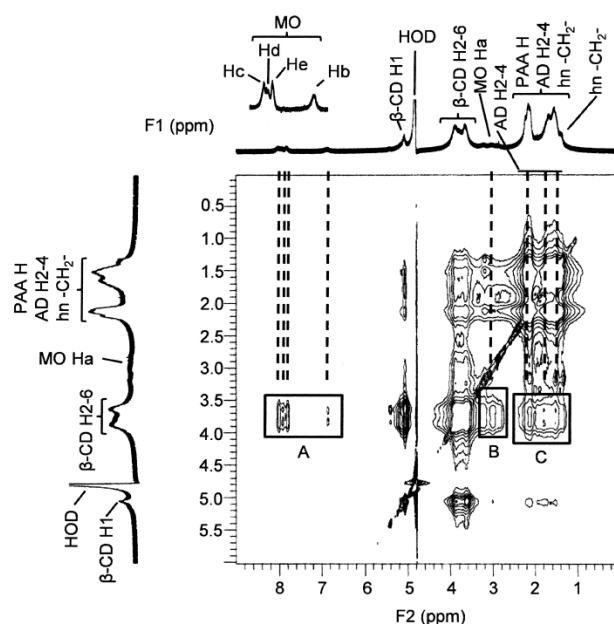 MO
Hc
Hd
He
Hb
β-CD H1
HOD
β-CD H2-6
MO Ha
AD H2-4
PAA H
AD H2-4
hn -CH₂-
hn -CH₂-
F1 (ppm)
PAA H
AD H2-4
hn -CH₂-
MO Ha
β-CD H2-6
HOD
β-CD H1
0.5
1.0
1.5
2.0
2.5
3.0
3.5
4.0
4.5
5.0
5.5
A
B
C
8
7
6
5
4
3
2
1
F2 (ppm)